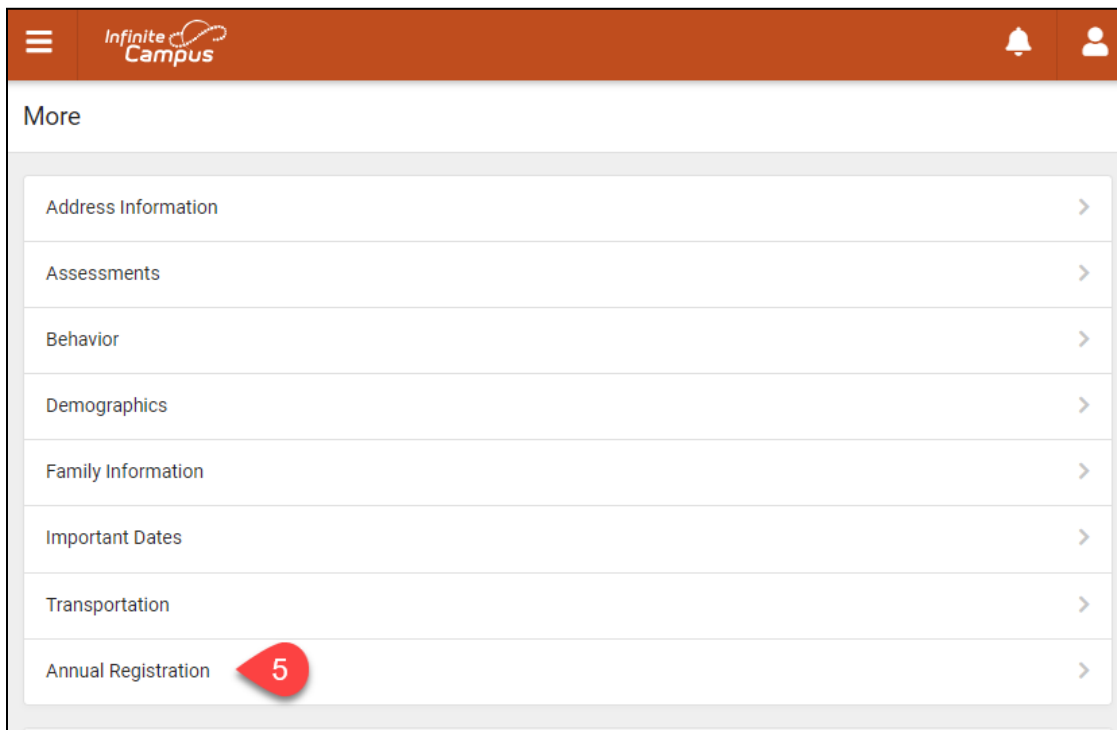 Infinite
Campus
More
Address Information
Assessments
Behavior
Demographics
Family Information
Important Dates
Transportation
Annual Registration 5